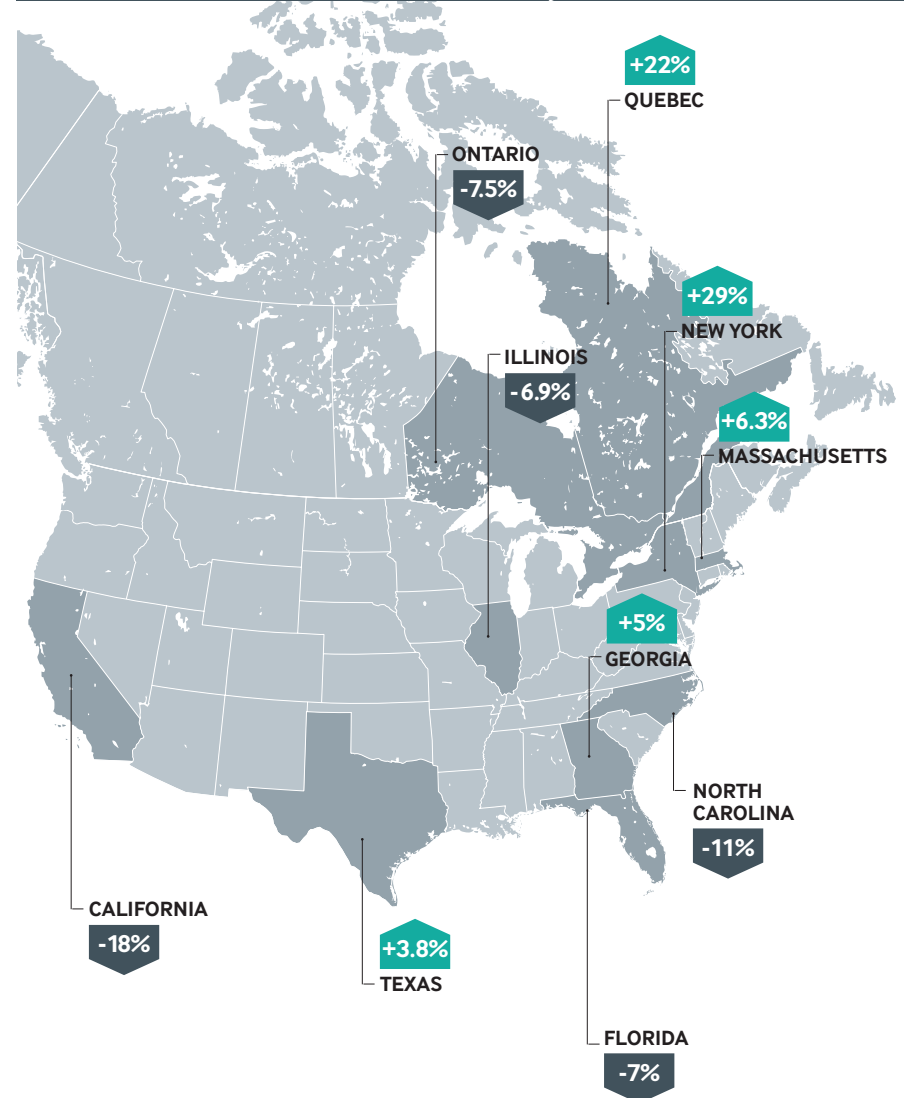 +22%
QUEBEC
ONTARIO
-7.5%
+29%
NEW YORK
ILLINOIS
-6.9%
+6.3%
MASSACHUSETTS
+5%
GEORGIA
NORTH
CAROLINA
-11%
CALIFORNIA
-18%
+3.8%
TEXAS
FLORIDA
-7%